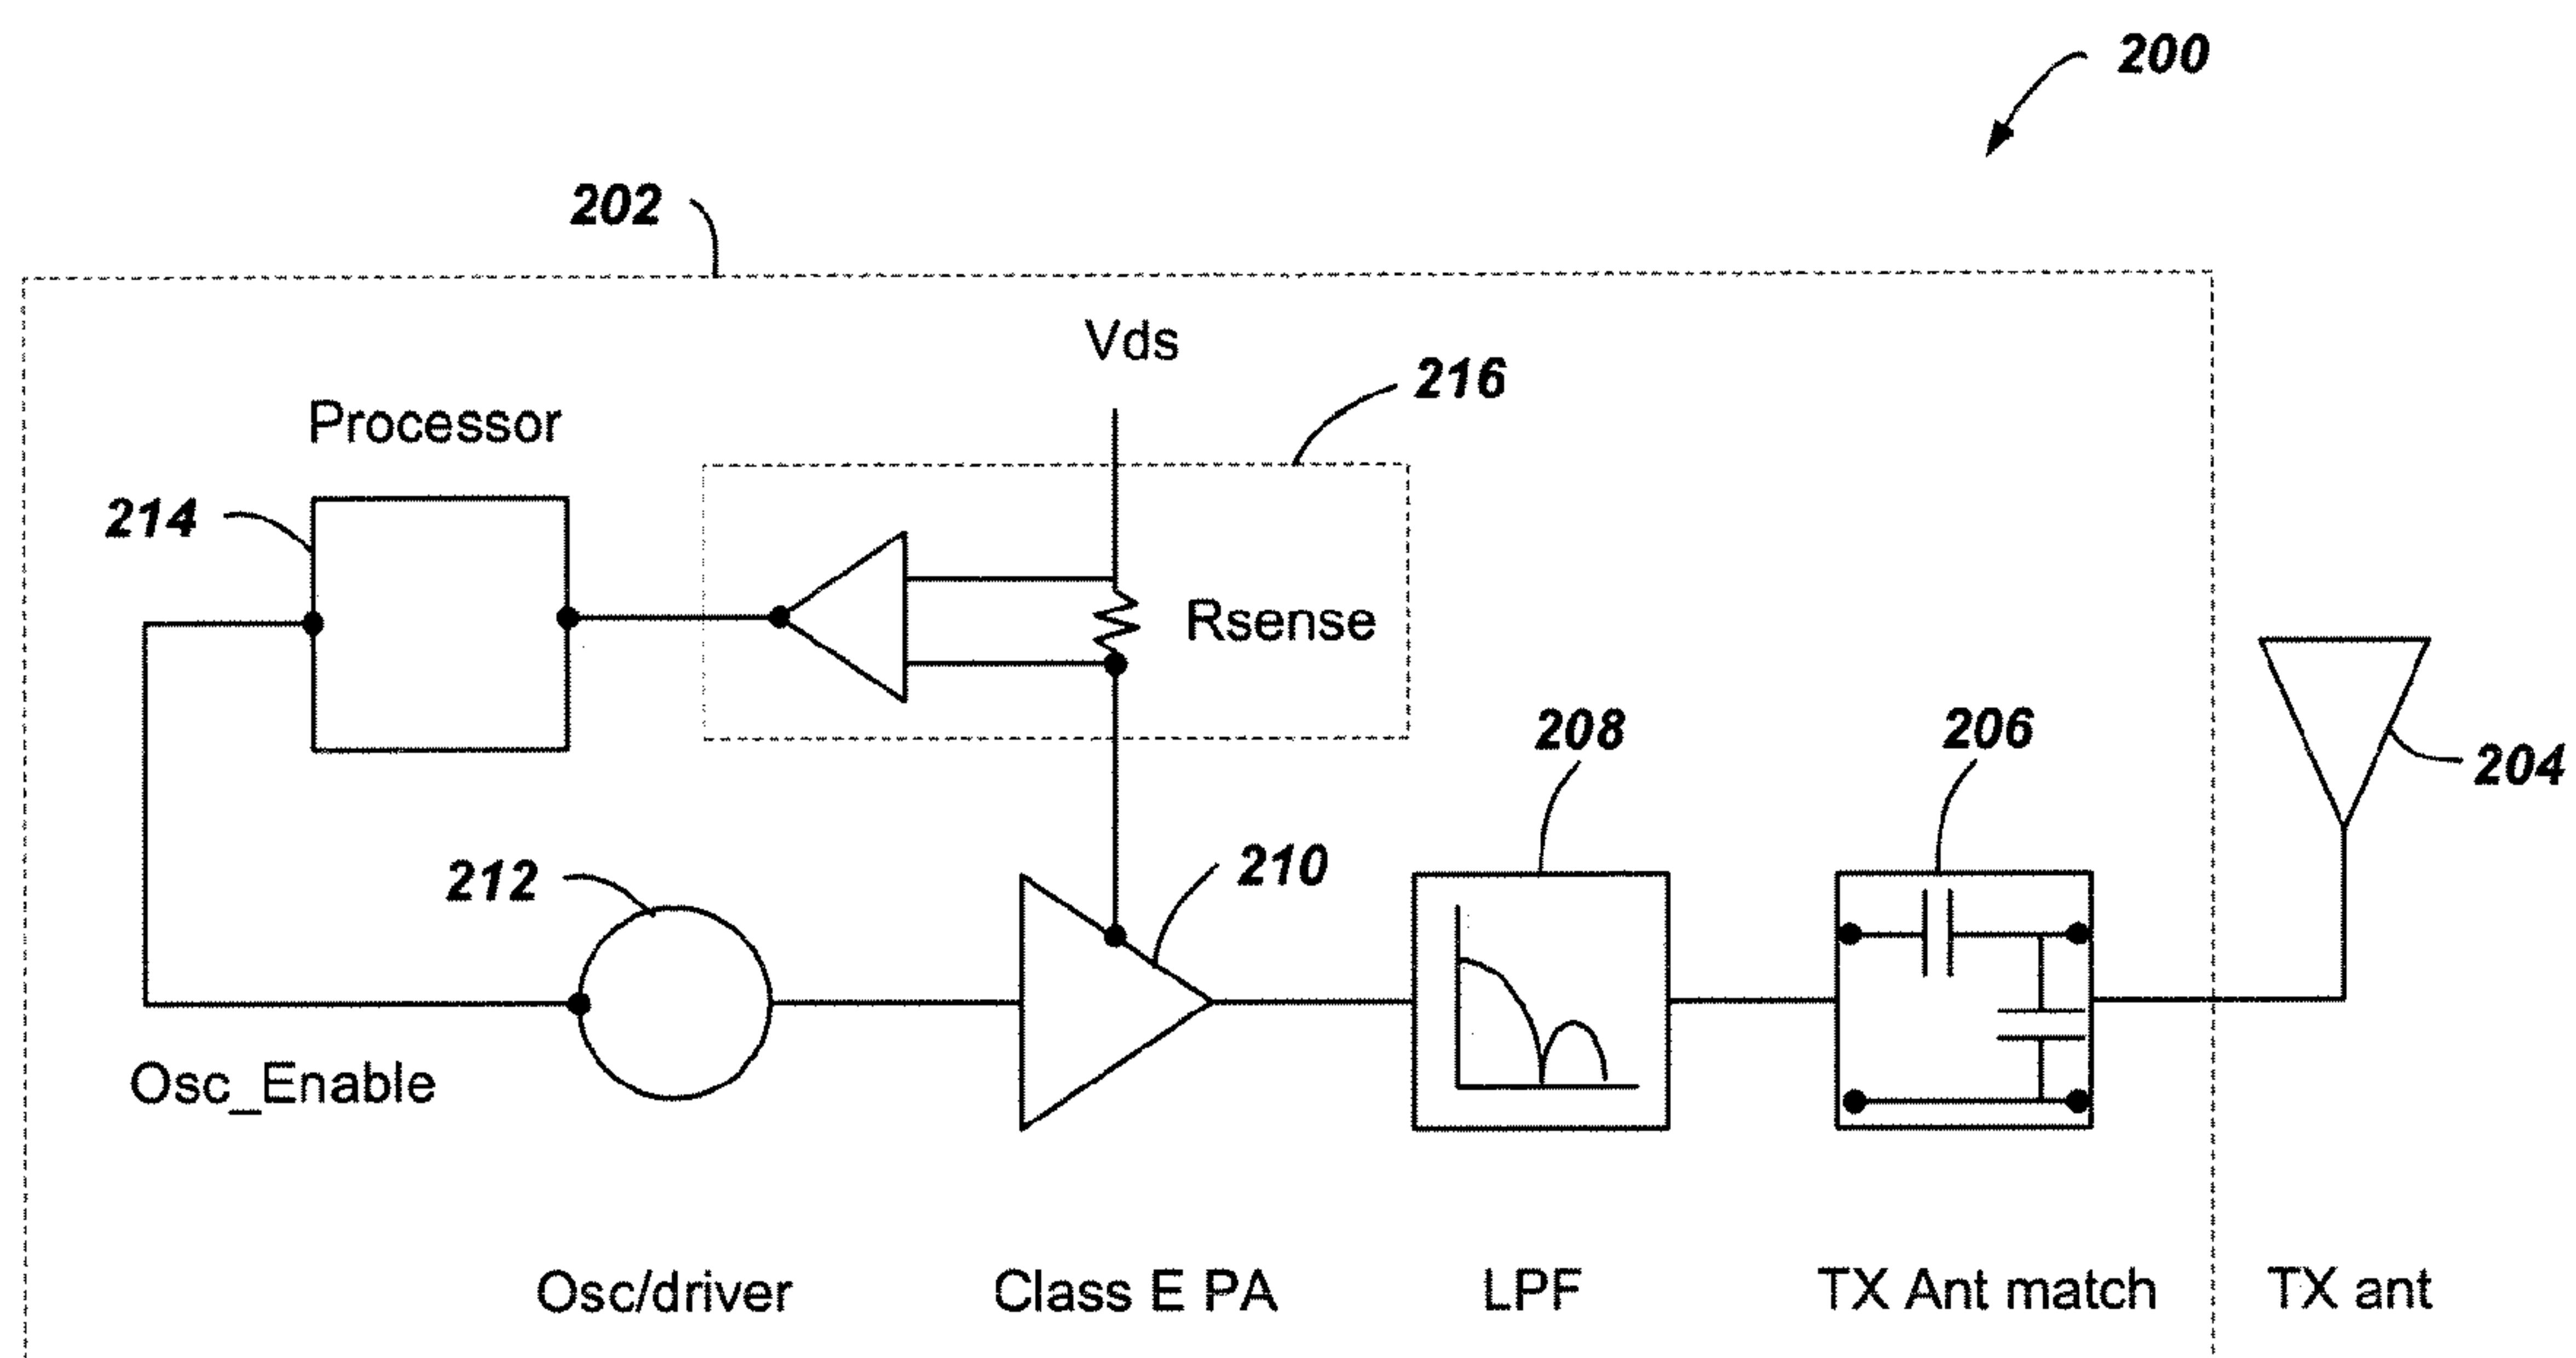 200
202
Vds
216
Processor
214
Rsense
208
206
204
212
210
Osc_Enable
Osc/driver
Class E PA
LPF
TX Ant match
TX ant